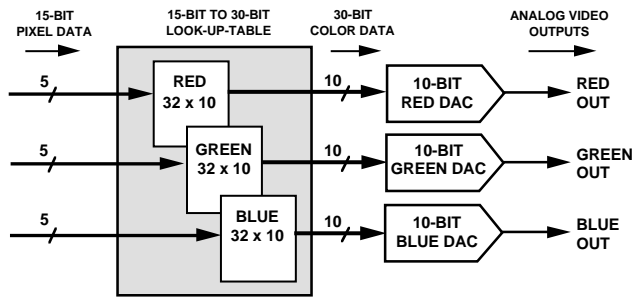 15-BIT
PIXEL DATA
15-BIT TO 30-BIT
LOOK-UP-TABLE
30-BIT
COLOR DATA
ANALOG VIDEO
OUTPUTS
5
RED
32 x 10
10
10-BIT
RED DAC
RED
OUT
5
GREEN
32 x 10
10
10-BIT
GREEN DAC
GREEN
OUT
5
BLUE
32 x 10
10
10-BIT
BLUE DAC
BLUE
OUT